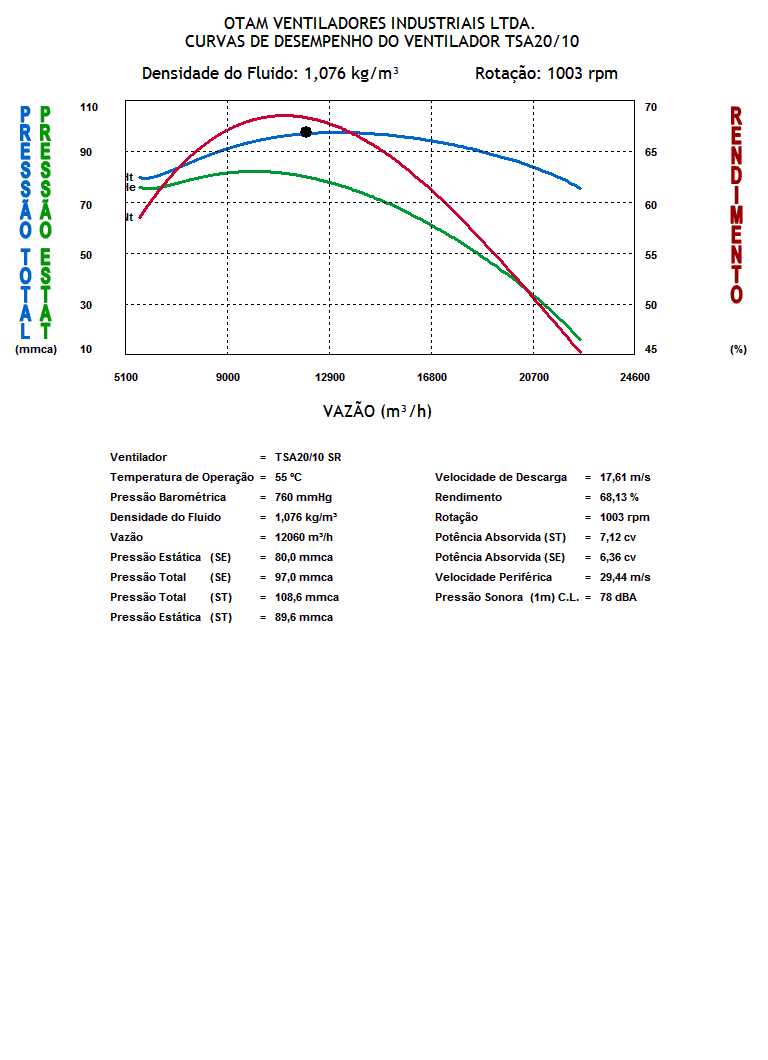 OTAM VENTILADORES INDUSTRIAIS LTDA.
CURVAS DE DESEMPENHO DO VENTILADOR TSA20/10
Densidade do Fluido: 1,076 kg/m³ Rotação: 1003 rpm
PRESSÃO TOTAL
PRESSÃO ESTAT
(mmca)
110
90
70
50
30
10
Ht
He
Nt
70
65
60
55
50
45
RENDIMENTO
(%)
5100 9000 12900 16800 20700 24600
VAZÃO (m³/h)
Ventilador = TSA20/10 SR
Temperatura de Operação = 55 ºC Velocidade de Descarga = 17,61 m/s
Pressão Barométrica = 760 mmHg Rendimento = 68,13 %
Densidade do Fluido = 1,076 kg/m³ Rotação = 1003 rpm
Vazão = 12060 m³/h Potência Absorvida (ST) = 7,12 cv
Pressão Estática (SE) = 80,0 mmca Potência Absorvida (SE) = 6,36 cv
Pressão Total (SE) = 97,0 mmca Velocidade Periférica = 29,44 m/s
Pressão Total (ST) = 108,6 mmca Pressão Sonora (1m) C.L. = 78 dBA
Pressão Estática (ST) = 89,6 mmca